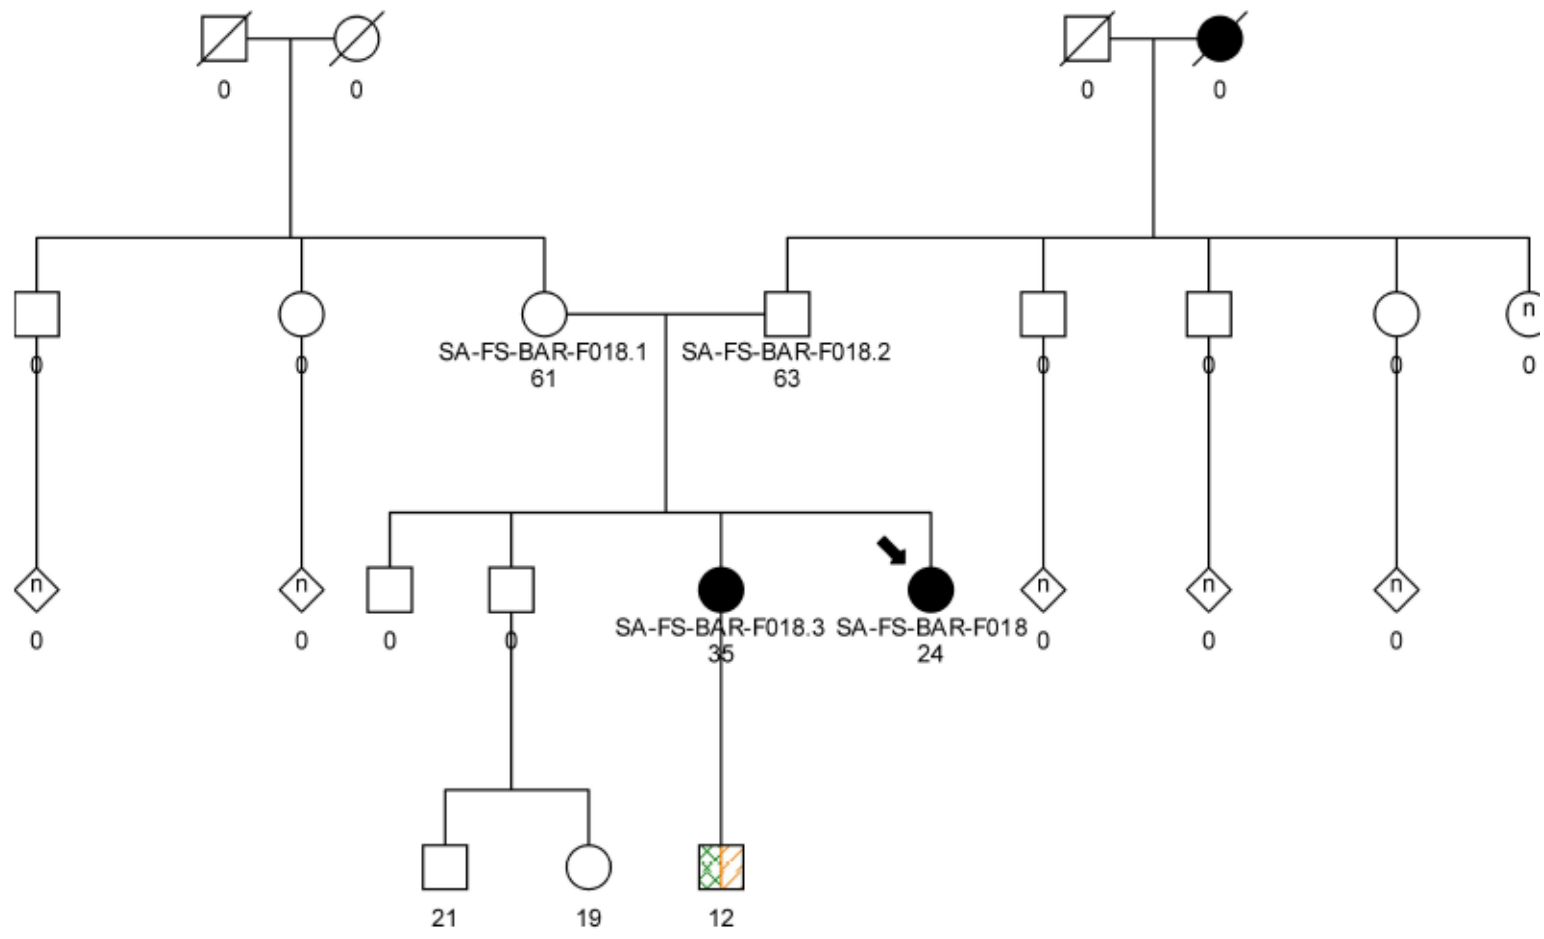 0 0 0 0
n
SA-FS-BAR-F018.1 SA-FS-BAR-F018.2
0 0 61 63 0 0 0 0
n n n n n
SA-FS-BAR-F018.3 SA-FS-BAR-F018
0 0 0 0 35 24 0 0 0
21 19 12